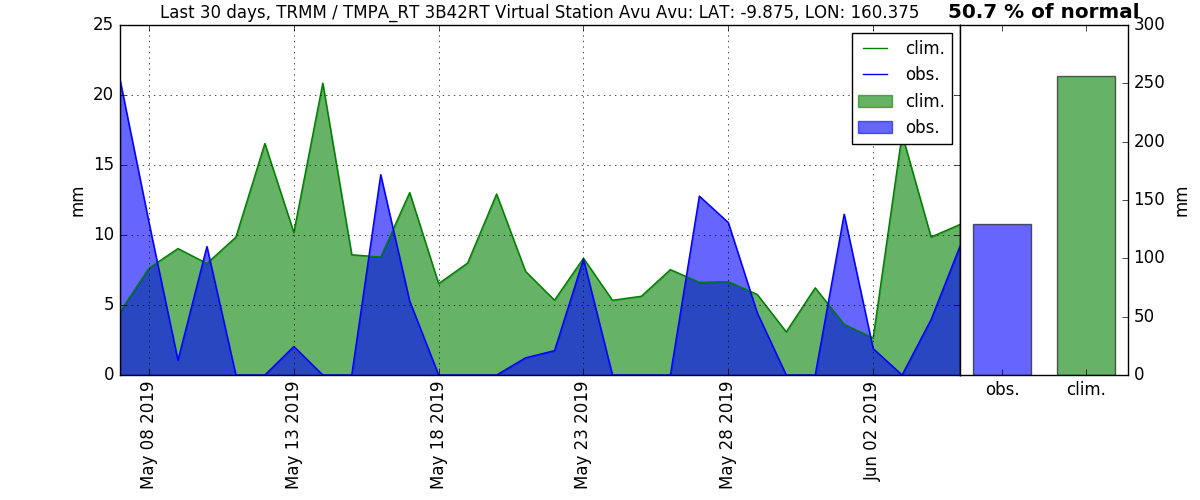 Last 30 days, TRMM / TMPA_RT 3B42RT Virtual Station Avu Avu: LAT: -9.875, LON: 160.375
50.7 % of normal
25
20
15
10
5
0
mm
clim.
obs.
clim.
obs.
300
250
200
150
100
50
0
mm
obs.
clim.
May 08 2019
May 13 2019
May 18 2019
May 23 2019
May 28 2019
Jun 02 2019